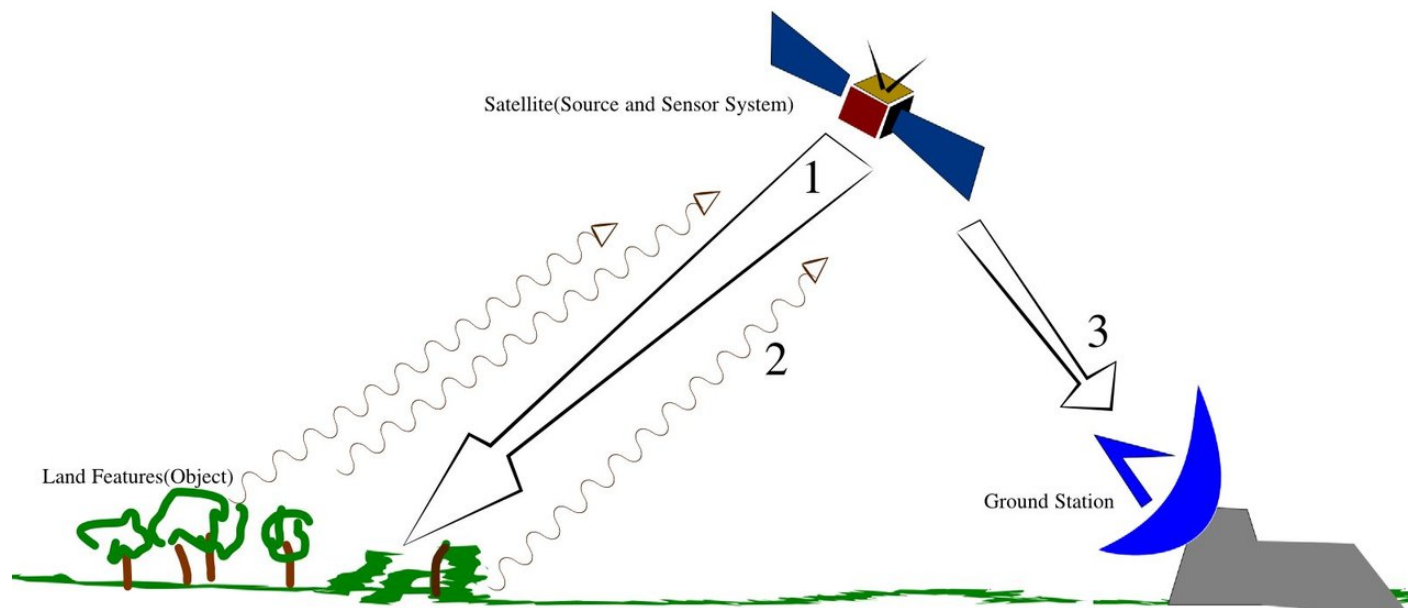 Satellite(Source and Sensor System)
1
2
3
Land Features(Object)
Ground Station